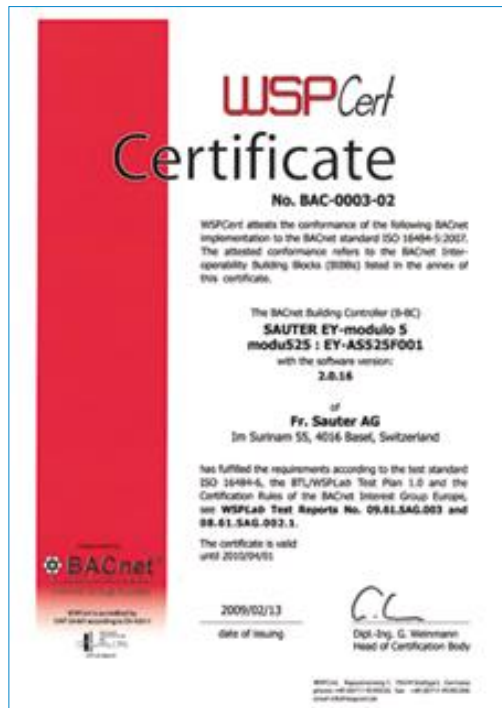 WSPCert
Certificate
No. BAC-0003-02
WSPCert attests the conformance of the following BACnet
implementation to the BACnet standard ISO 16484-5:2007.
The attested conformance refers to the BACnet Inter-
operability Building Blocks (BIBBs) listed in the annex of
this certificate.
The BACnet Building Controller (B-BC)
SAUTER EY-modulo 5
modu525 : EY-AS525F001
with the software version:
2.0.16
of
Fr. Sauter AG
Im Surinam 55, 4016 Basel, Switzerland
has fulfilled the requirements according to the test standard
ISO 16484-6, the BTL/WSPLab Test Plan 1.0 and the
Certification Rules of the BACnet Interest Group Europe,
see WSPLab Test Reports No. 09.61.SAG.003 and
08.61.SAG.002.1.
The certificate is valid
until 2010/04/01
BACnet
2009/02/13
date of issuing
Dipl.-Ing. G. Weinmann
Head of Certification Body